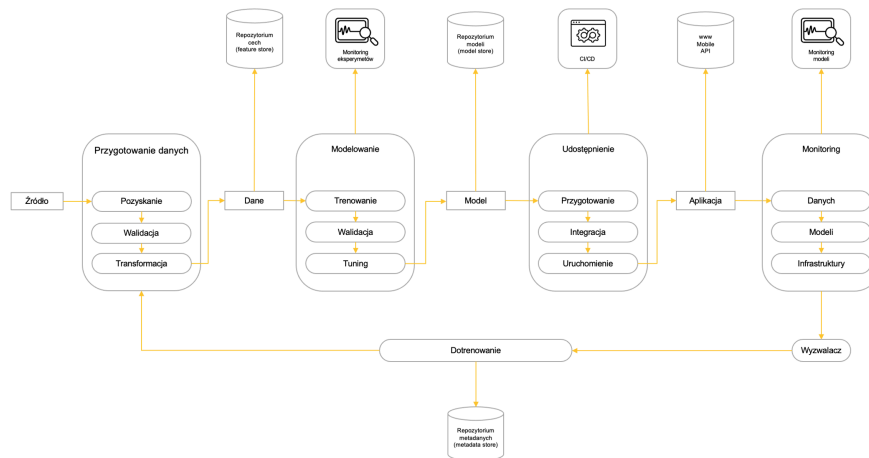 Repozytorium
cech
(feature store)
Monitoring
eksperymetów
Repozytorium
modeli
(model store)
CI/CD
www
Mobile
API
Monitoring
modeli
Przygotowanie danych
Modelowanie
Udostępnienie
Monitoring
Źródło
Pozyskanie
Dane
Trenowanie
Model
Przygotowanie
Aplikacja
Danych
Walidacja
Walidacja
Integracja
Modeli
Transformacja
Tuning
Uruchomienie
Infrastruktury
Dotrenowanie
Wyzwalacz
Repozytorium
metadanych
(metadata store)